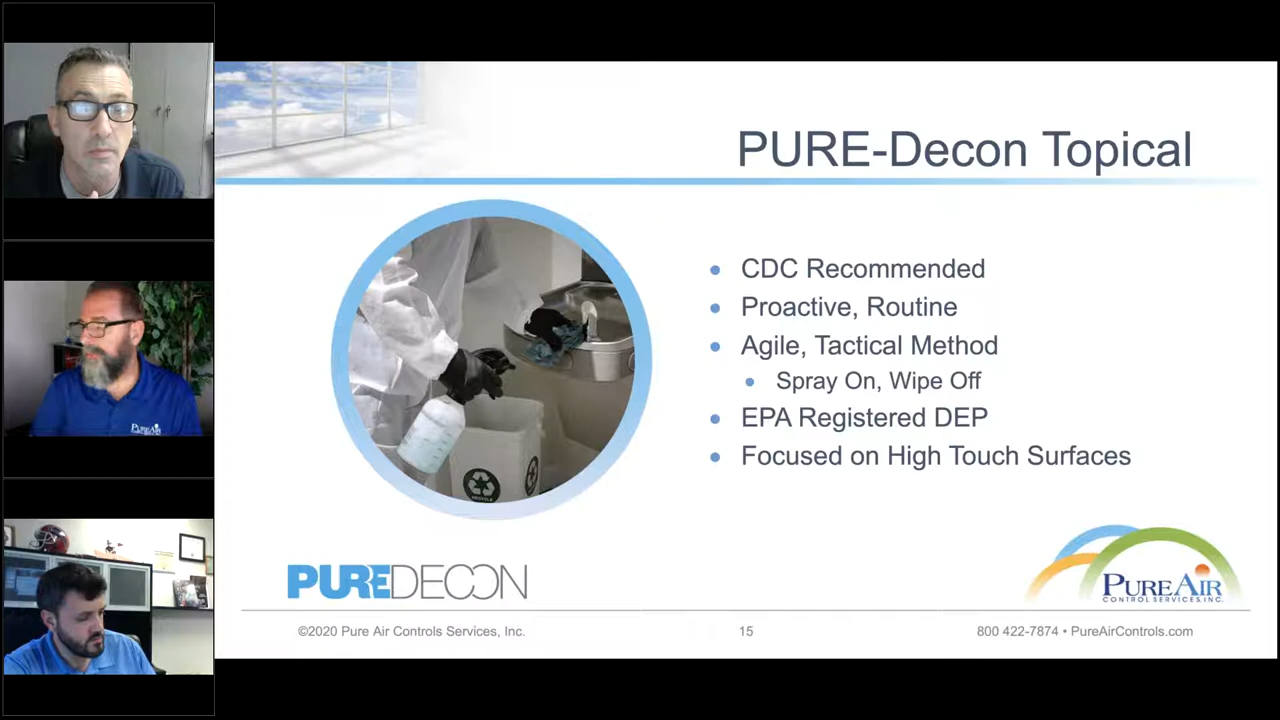 PUREAIR
PURE-Decon Topical
CDC Recommended
Proactive, Routine
Agile, Tactical Method
Spray On, Wipe Off
EPA Registered DEP
Focused on High Touch Surfaces
RECYCLE
PUREDECON
PUREAIR
CONTROL SERVICES, INC.
©2020 Pure Air Controls Services, Inc.
15
800 422-7874 • PureAirControls.com